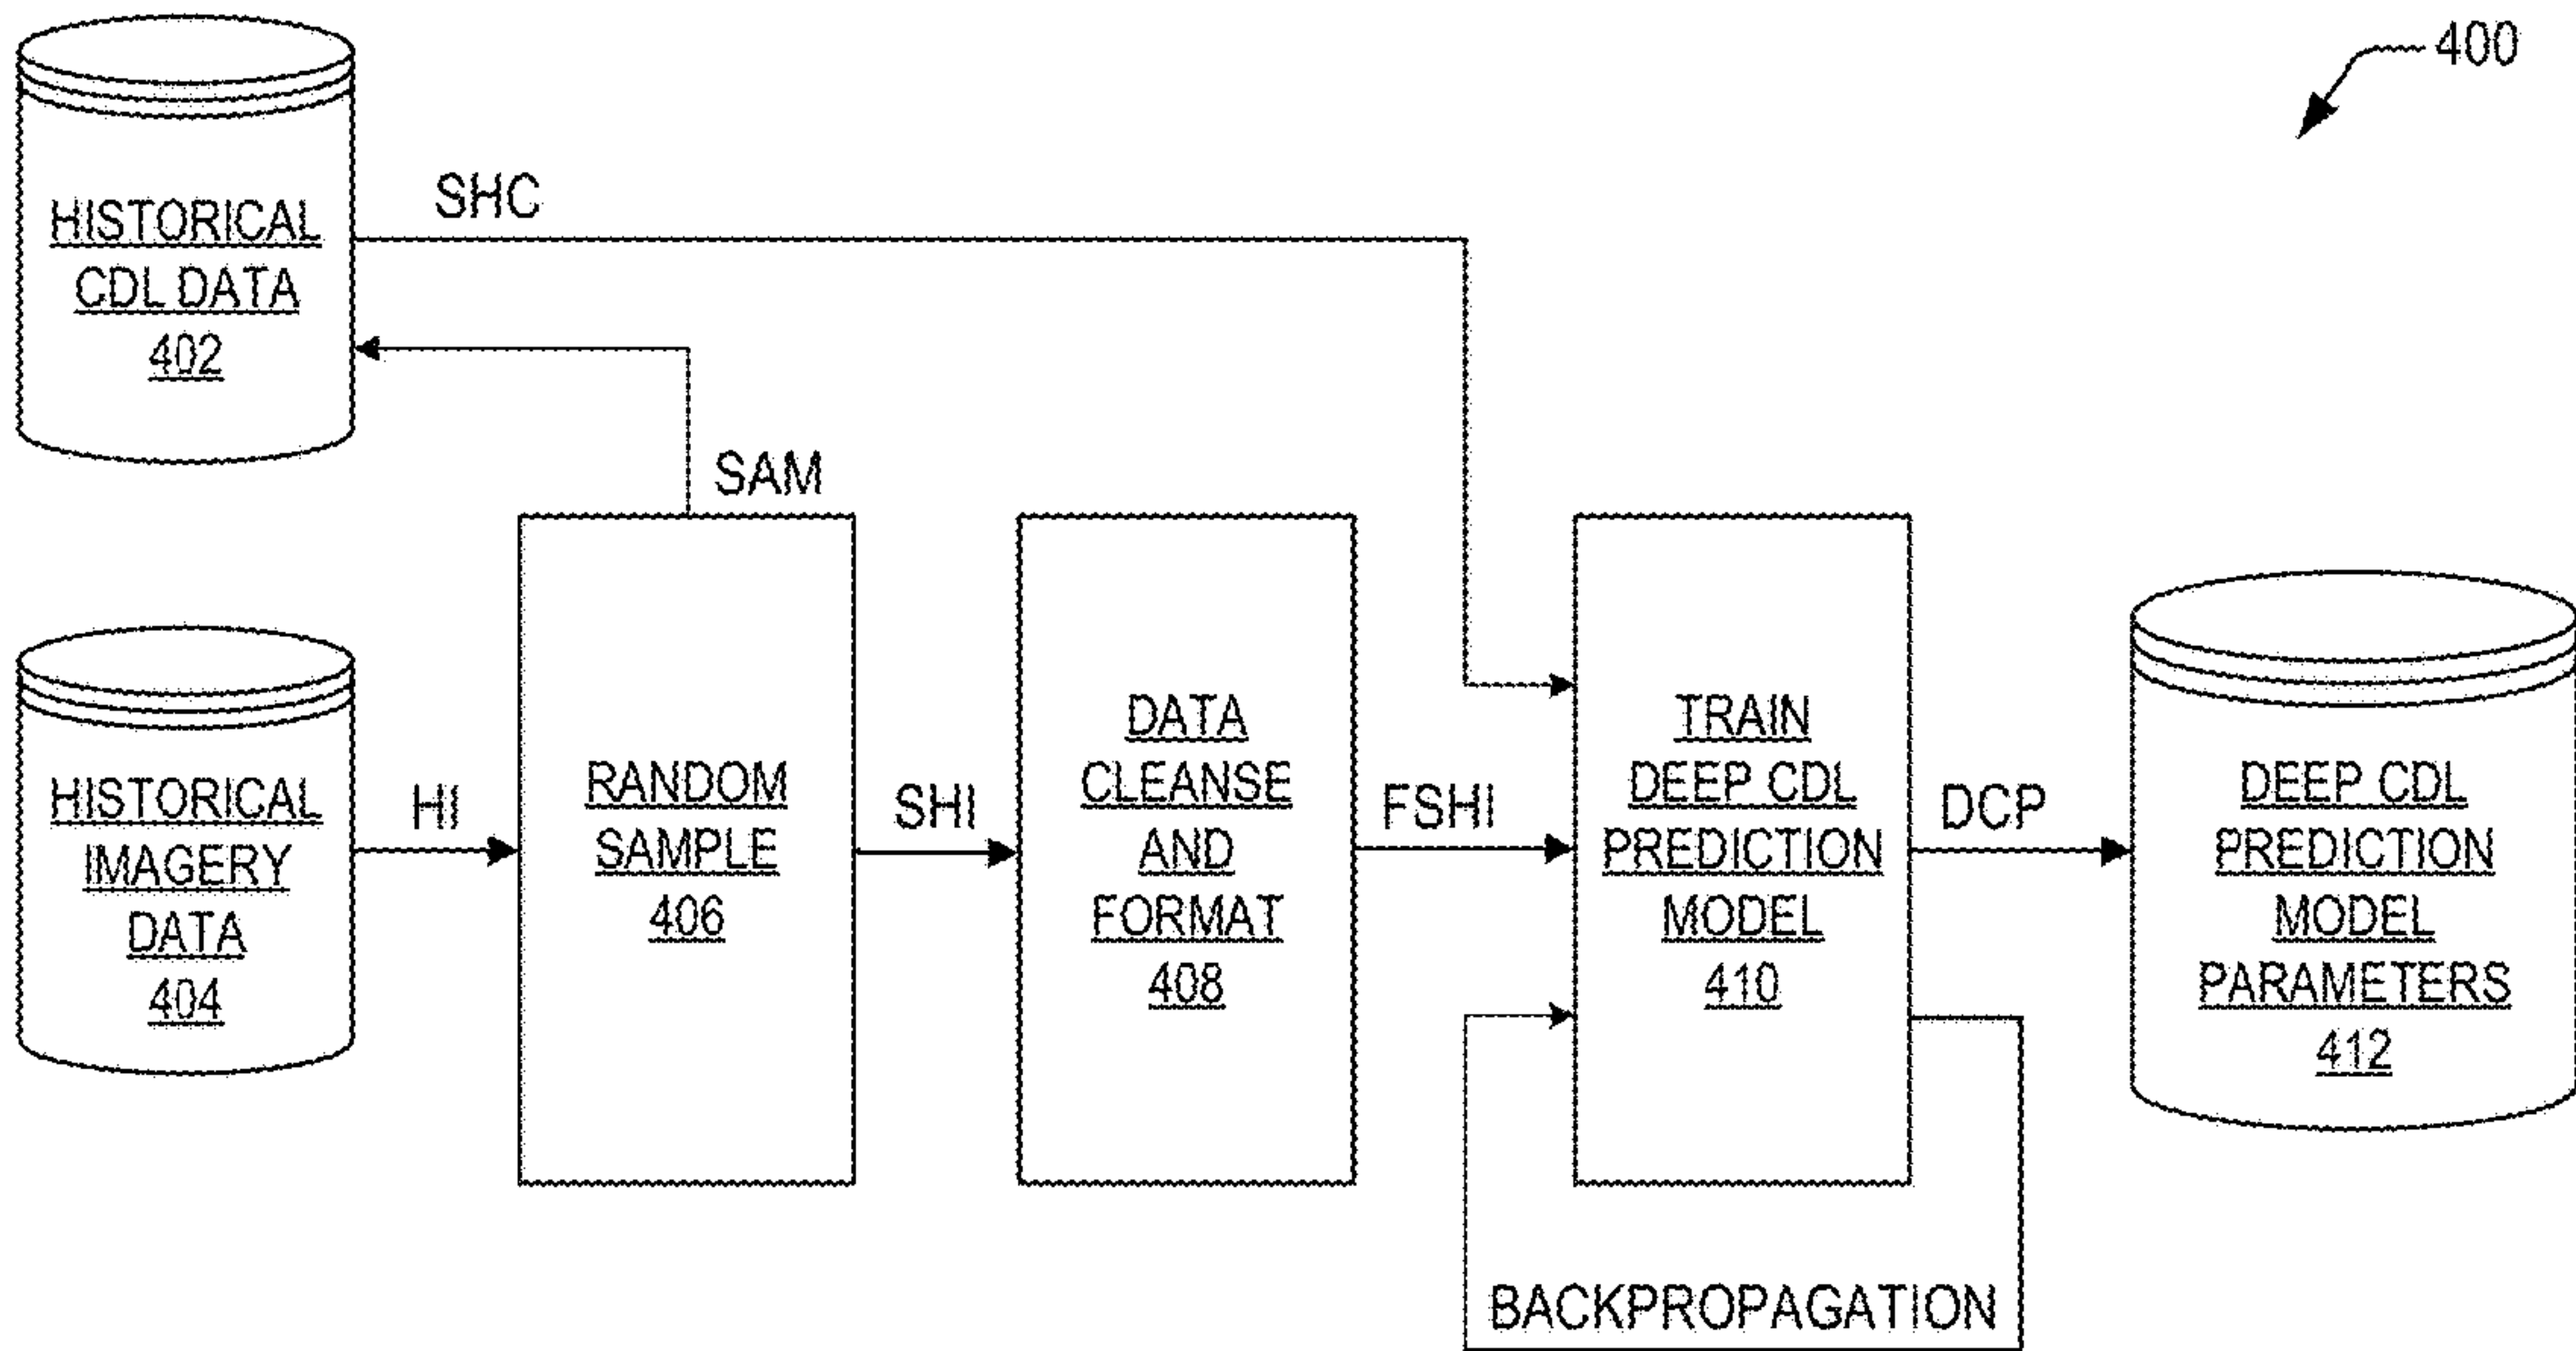 400
HISTORICAL
CDL DATA
402
SHC
SAM
HISTORICAL
IMAGERY
DATA
404
HI
RANDOM
SAMPLE
406
SHI
DATA
CLEANSE
AND
FORMAT
408
FSHI
TRAIN
DEEP CDL
PREDICTION
MODEL
410
DCP
DEEP CDL
PREDICTION
MODEL
PARAMETERS
412
BACKPROPAGATION